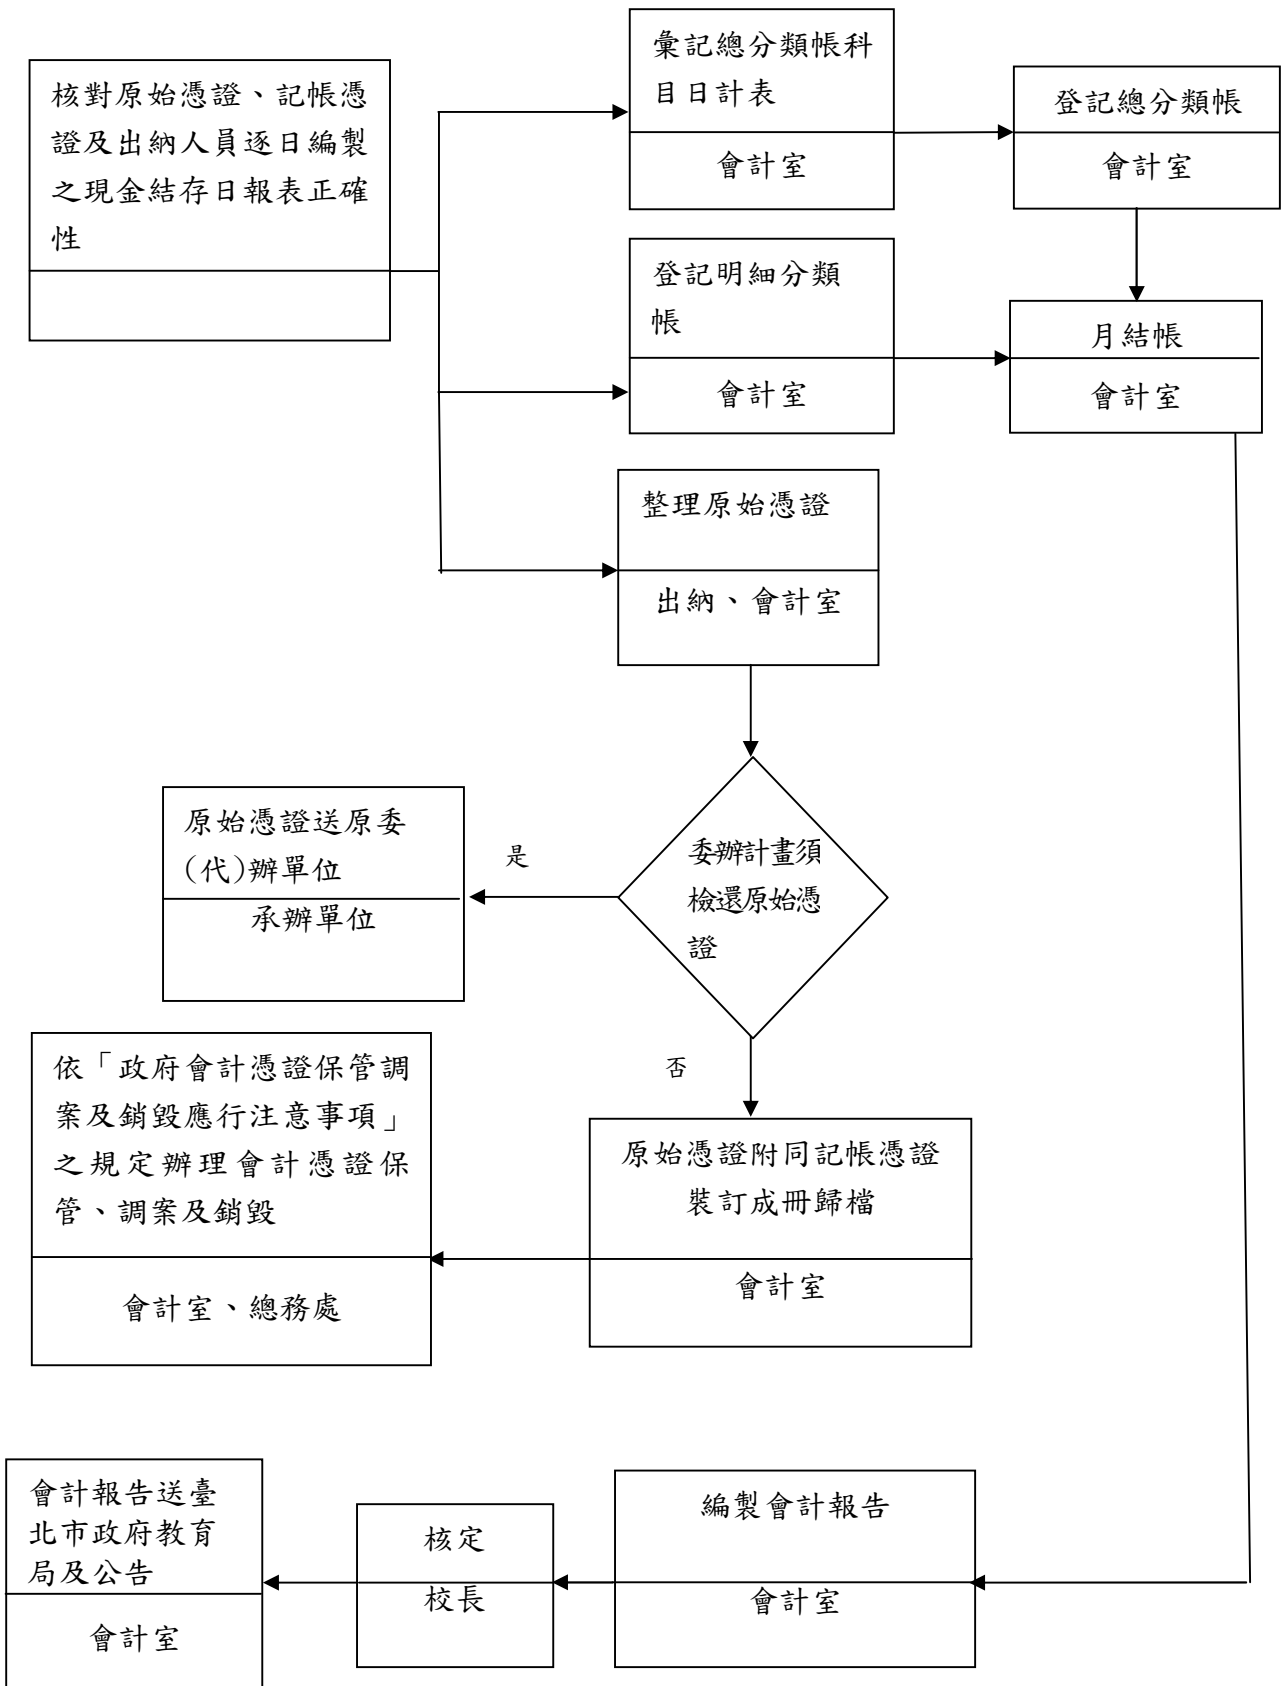 核對原始憑證、記帳憑
證及出納人員逐日編製
之現金結存日報表正確
性
彙記總分類帳科
目日計表
會計室
登記總分類帳
會計室
登記明細分類
帳
會計室
月結帳
會計室
整理原始憑證
出納、會計室
委辦計畫須
檢還原始憑
證
是
原始憑證送原委
(代)辦單位
承辦單位
否
原始憑證附同記帳憑證
裝訂成冊歸檔
會計室
依「政府會計憑證保管調
案及銷毀應行注意事項」
之規定辦理會計憑證保
管、調案及銷毀
會計室、總務處
編製會計報告
會計室
核定
校長
會計報告送臺
北市政府教育
局及公告
會計室